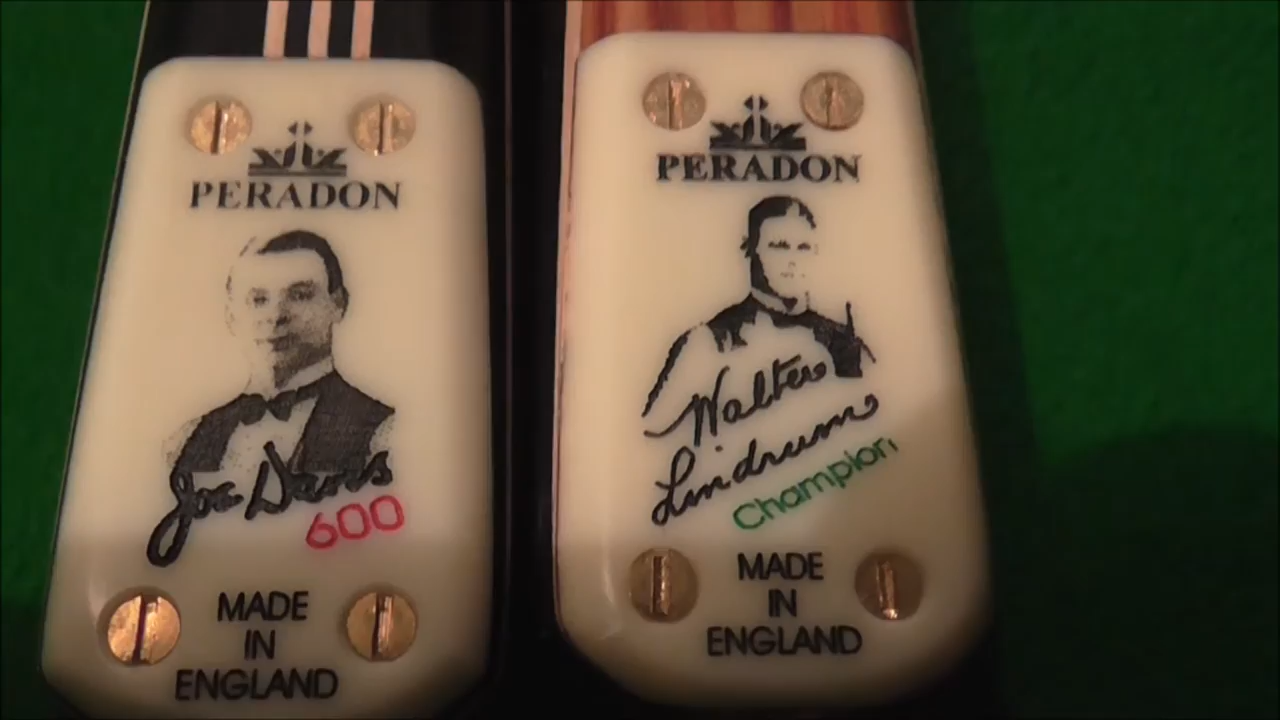 PERADON
Joe Davis
600
MADE
IN
ENGLAND
PERADON
Walter
Lindrum
Champion
MADE
IN
ENGLAND